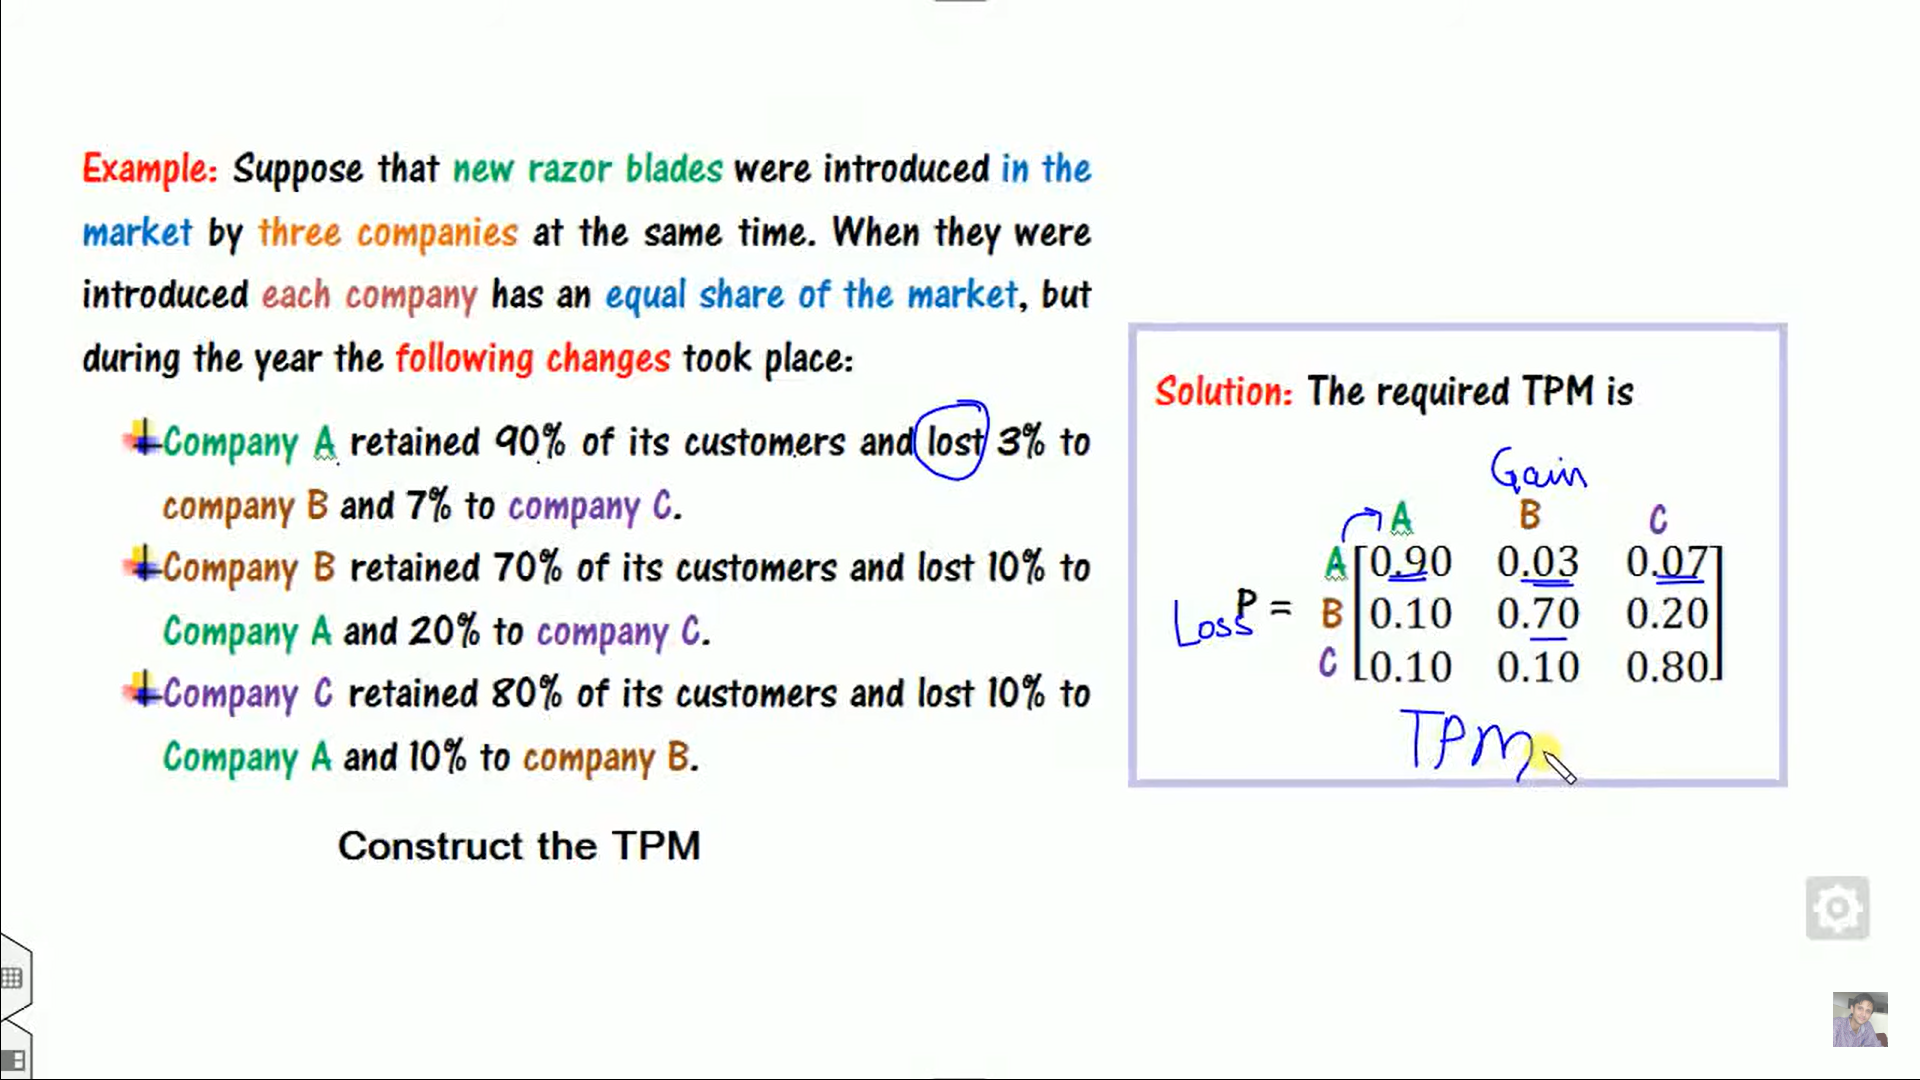 Example: Suppose that new razor blades were introduced in the
market by three companies at the same time. When they were
introduced each company has an equal share of the market, but
during the year the following changes took place:
Company A retained 90% of its customers and lost 3% to
company B and 7% to company C.
Company B retained 70% of its customers and lost 10% to
Company A and 20% to company C.
Company C retained 80% of its customers and lost 10% to
Company A and 10% to company B.
Construct the TPM
Solution: The required TPM is
Gain
A B C
A [0.90 0.03 0.07]
Loss P = B [0.10 0.70 0.20]
C [0.10 0.10 0.80]
TPM